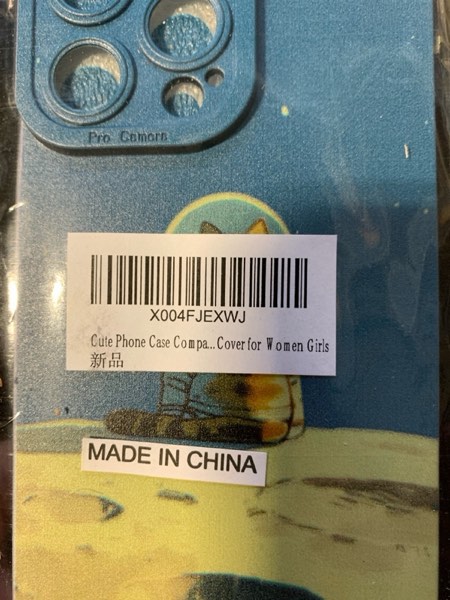 Pro Camera
X004FJEXWJ
Cute Phone Case Compa...Cover for Women Girls
新品
MADE IN CHINA